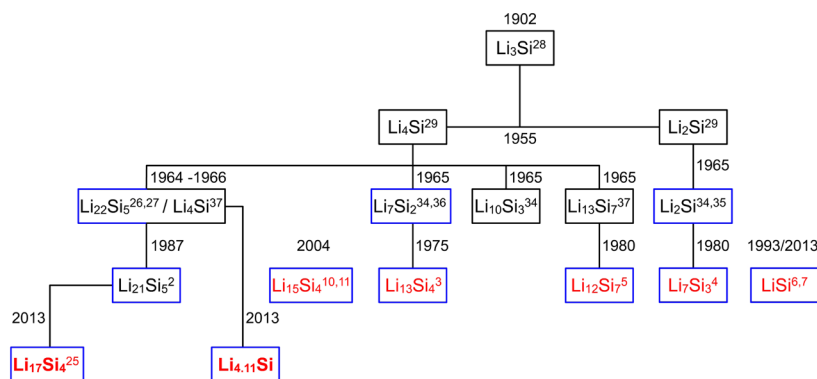 1902
Li₃Si²⁸
Li₄Si²⁹ Li₂Si²⁹
1955
1964 -1966 1965 1965 1965 1965
Li₂₂Si₅²⁶,²⁷ / Li₄Si³⁷ Li₇Si₂³⁴,³⁶ Li₁₀Si₃³⁴ Li₁₃Si₇³⁷ Li₂Si³⁴,³⁵
1987 2004 1975 1980 1980 1993/2013
Li₂₁Si₅² Li₁₅Si₄¹⁰,¹¹ Li₁₃Si₄³ Li₁₂Si₇⁵ Li₇Si₃⁴ LiSi⁶,⁷
2013 2013
Li₁₇Si₄²⁵ Li₄.₁₁Si